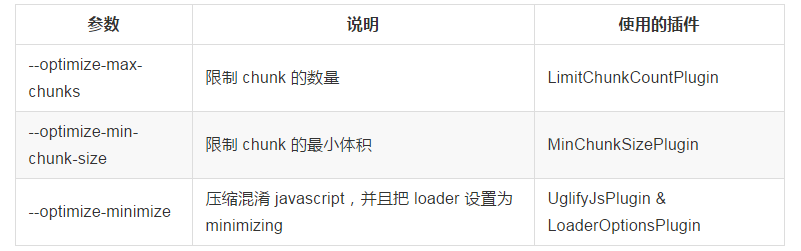 参数 说明 使用的插件
--optimize-max-
chunks
限制 chunk 的数量
LimitChunkCountPlugin
--optimize-min-
chunk-size
限制 chunk 的最小体积
MinChunkSizePlugin
--optimize-minimize
压缩混淆 javascript，并且把 loader 设置为
minimizing
UglifyJsPlugin &
LoaderOptionsPlugin